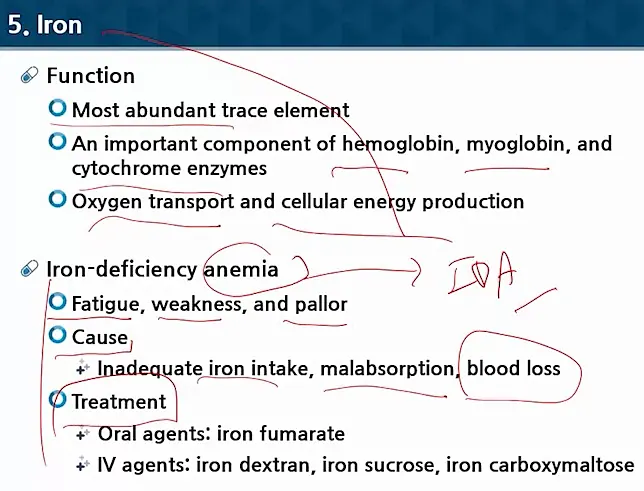 5. Iron
Function
Most abundant trace element
An important component of hemoglobin, myoglobin, and
cytochrome enzymes
Oxygen transport and cellular energy production
Iron-deficiency anemia
IDA
Fatigue, weakness, and pallor
Cause
Inadequate iron intake, malabsorption, blood loss
Treatment
Oral agents: iron fumarate
IV agents: iron dextran, iron sucrose, iron carboxymaltose